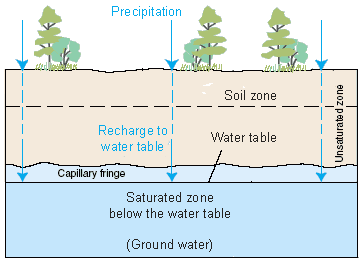 Precipitation
Soil zone
Unsaturated zone
Recharge to
water table
Water table
Capillary fringe
Saturated zone
below the water table
(Ground water)